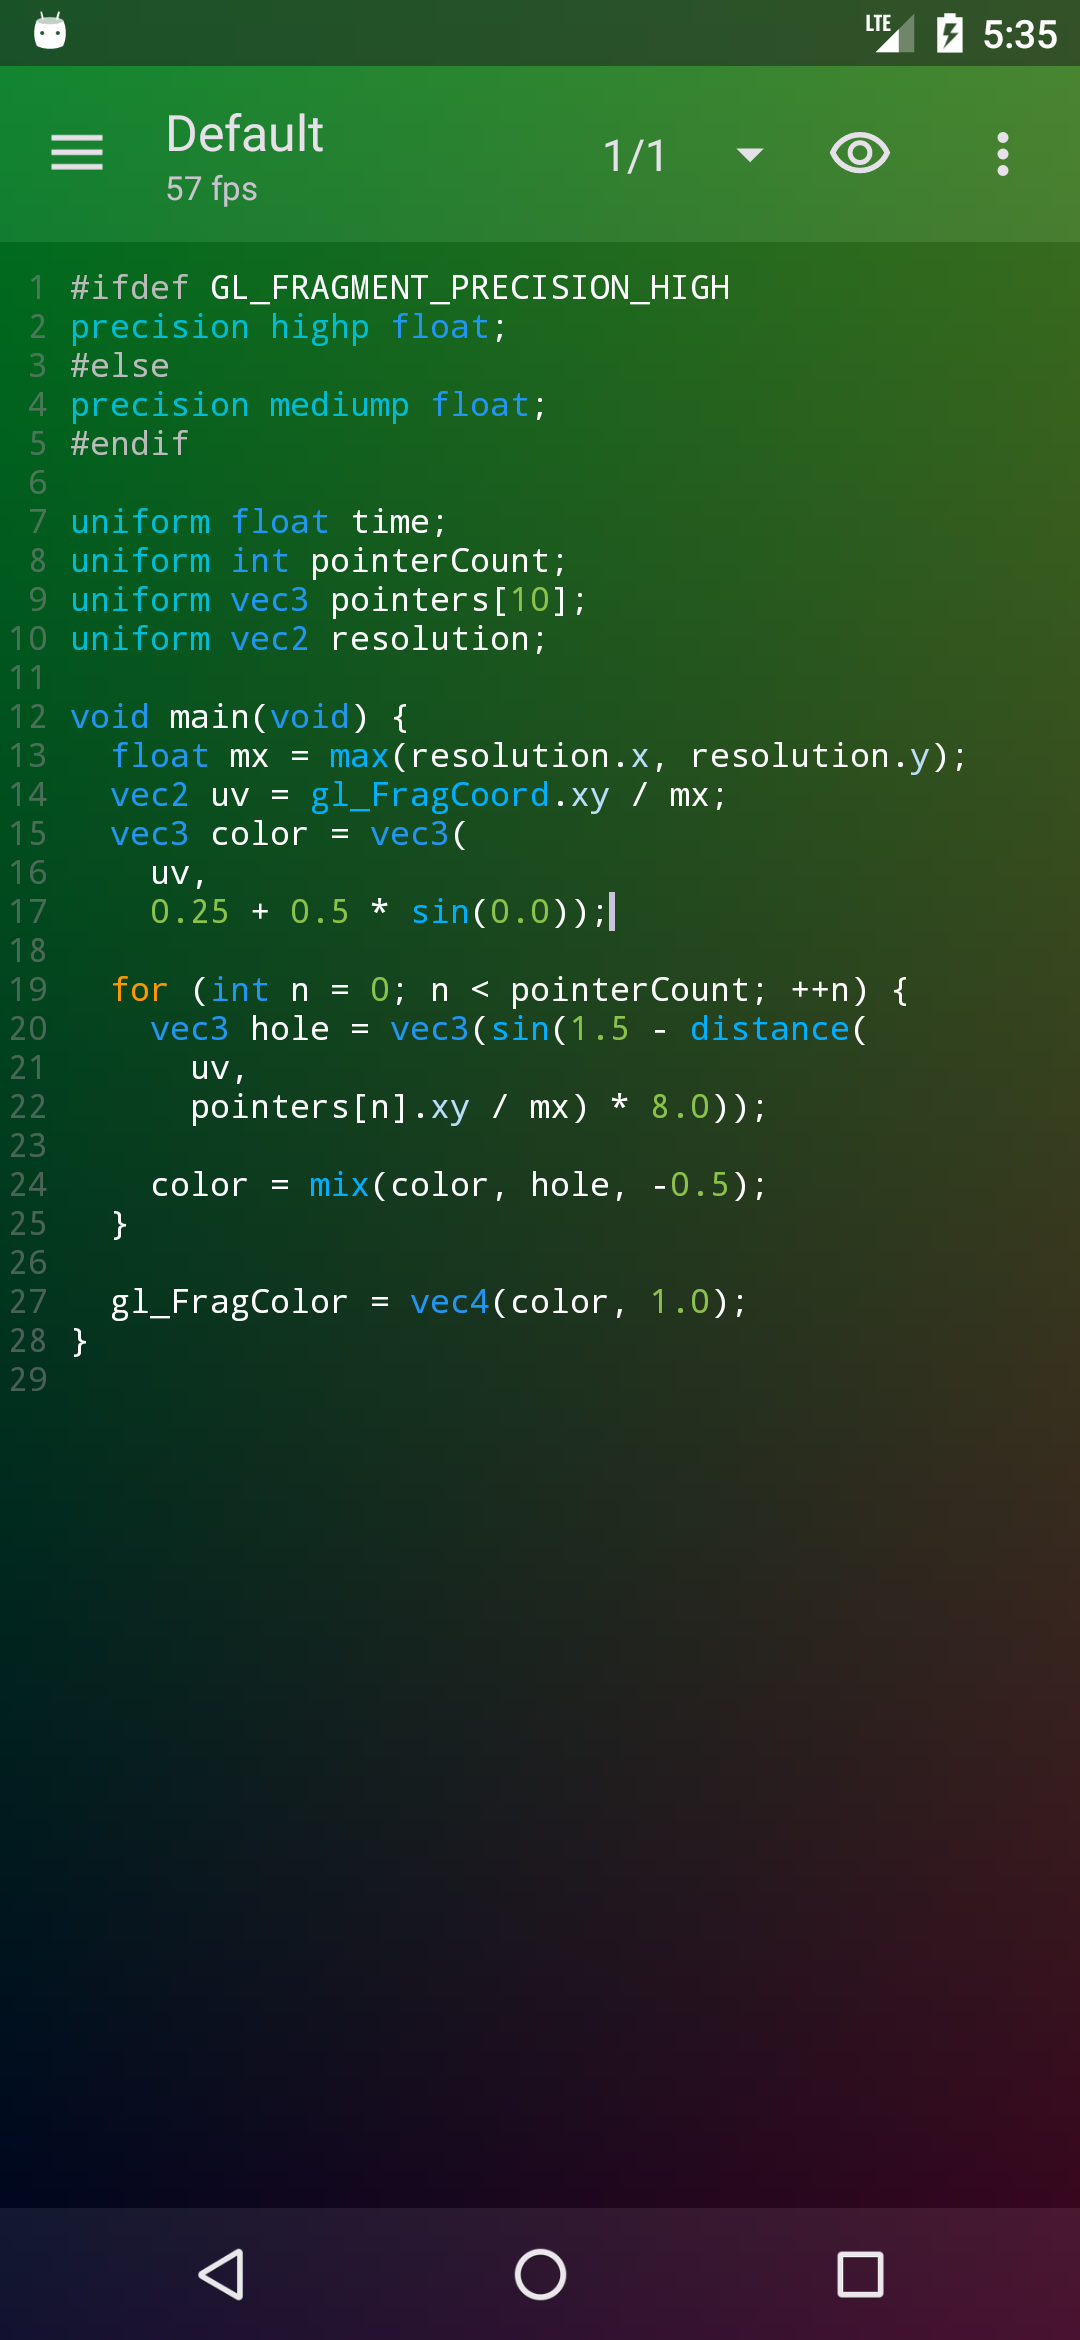 LTE 5:35
Default
57 fps
1/1
1 #ifdef GL_FRAGMENT_PRECISION_HIGH
2 precision highp float;
3 #else
4 precision mediump float;
5 #endif
6
7 uniform float time;
8 uniform int pointerCount;
9 uniform vec3 pointers[10];
10 uniform vec2 resolution;
11
12 void main(void) {
13   float mx = max(resolution.x, resolution.y);
14   vec2 uv = gl_FragCoord.xy / mx;
15   vec3 color = vec3(
16     uv,
17     0.25 + 0.5 * sin(0.0));
18
19   for (int n = 0; n < pointerCount; ++n) {
20     vec3 hole = vec3(sin(1.5 - distance(
21       uv,
22       pointers[n].xy / mx) * 8.0));
23
24     color = mix(color, hole, -0.5);
25   }
26
27   gl_FragColor = vec4(color, 1.0);
28 }
29